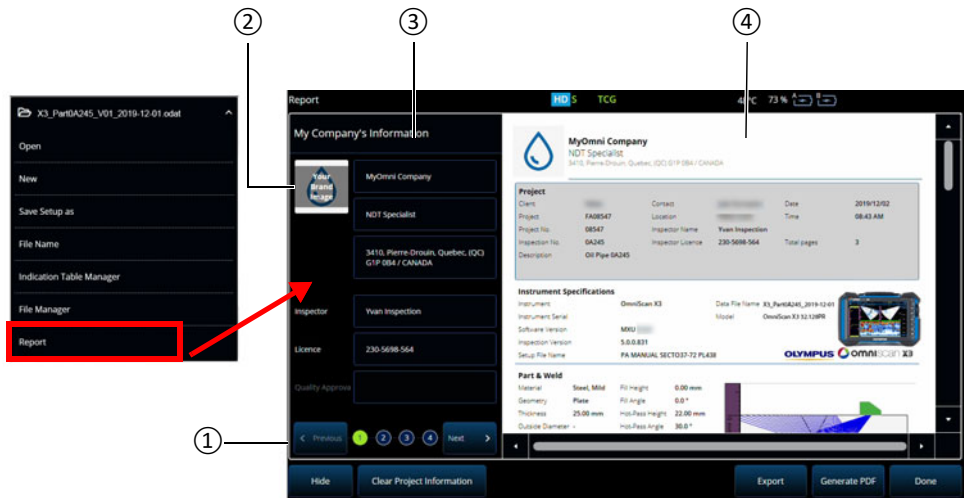 ② ③ ④
X3_Part0A245_V01_2019-12-01.odat
Open
New
Save Setup as
File Name
Indication Table Manager
File Manager
Report
Report HD S TCG 73 % A B
My Company's Information
Your
Brand
Image
MyOmni Company
NDT Specialist
3410, Pierre-Drouin, Quebec, (QC)
G1P 0B4 / CANADA
Inspector Yvan Inspection
Licence 230-5698-564
Quality Approva
① < Previous 1 2 3 4 Next >
Hide Clear Project Information Export Generate PDF Done
MyOmni Company
NDT Specialist
3410, Pierre-Drouin, Quebec, (QC) G1P 0B4 / CANADA
Project
Client Contact Date 2019/12/02
Project FA08547 Location Time 08:43 AM
Project No. 08547 Inspector Name Yvan Inspection
Inspection No. 0A245 Inspector Licence 230-5698-564 Total pages 3
Description Oil Pipe 0A245
Instrument Specifications
Instrument OmniScan X3 Data File Name X3_Part0A245_2019-12-01
Instrument Serial Model OmniScan X3 32:128PR
Software Version MXU
Inspection Version 5.0.0.831
Setup File Name PA MANUAL SECTO37-72 PL438 OLYMPUS OmniScan X3
Part & Weld
Material Steel, Mild Fill Height 0.00 mm
Geometry Plate Fill Angle 0.0 °
Thickness 25.00 mm Hot-Pass Height 22.00 mm
Outside Diameter - Hot-Pass Angle 30.0 °